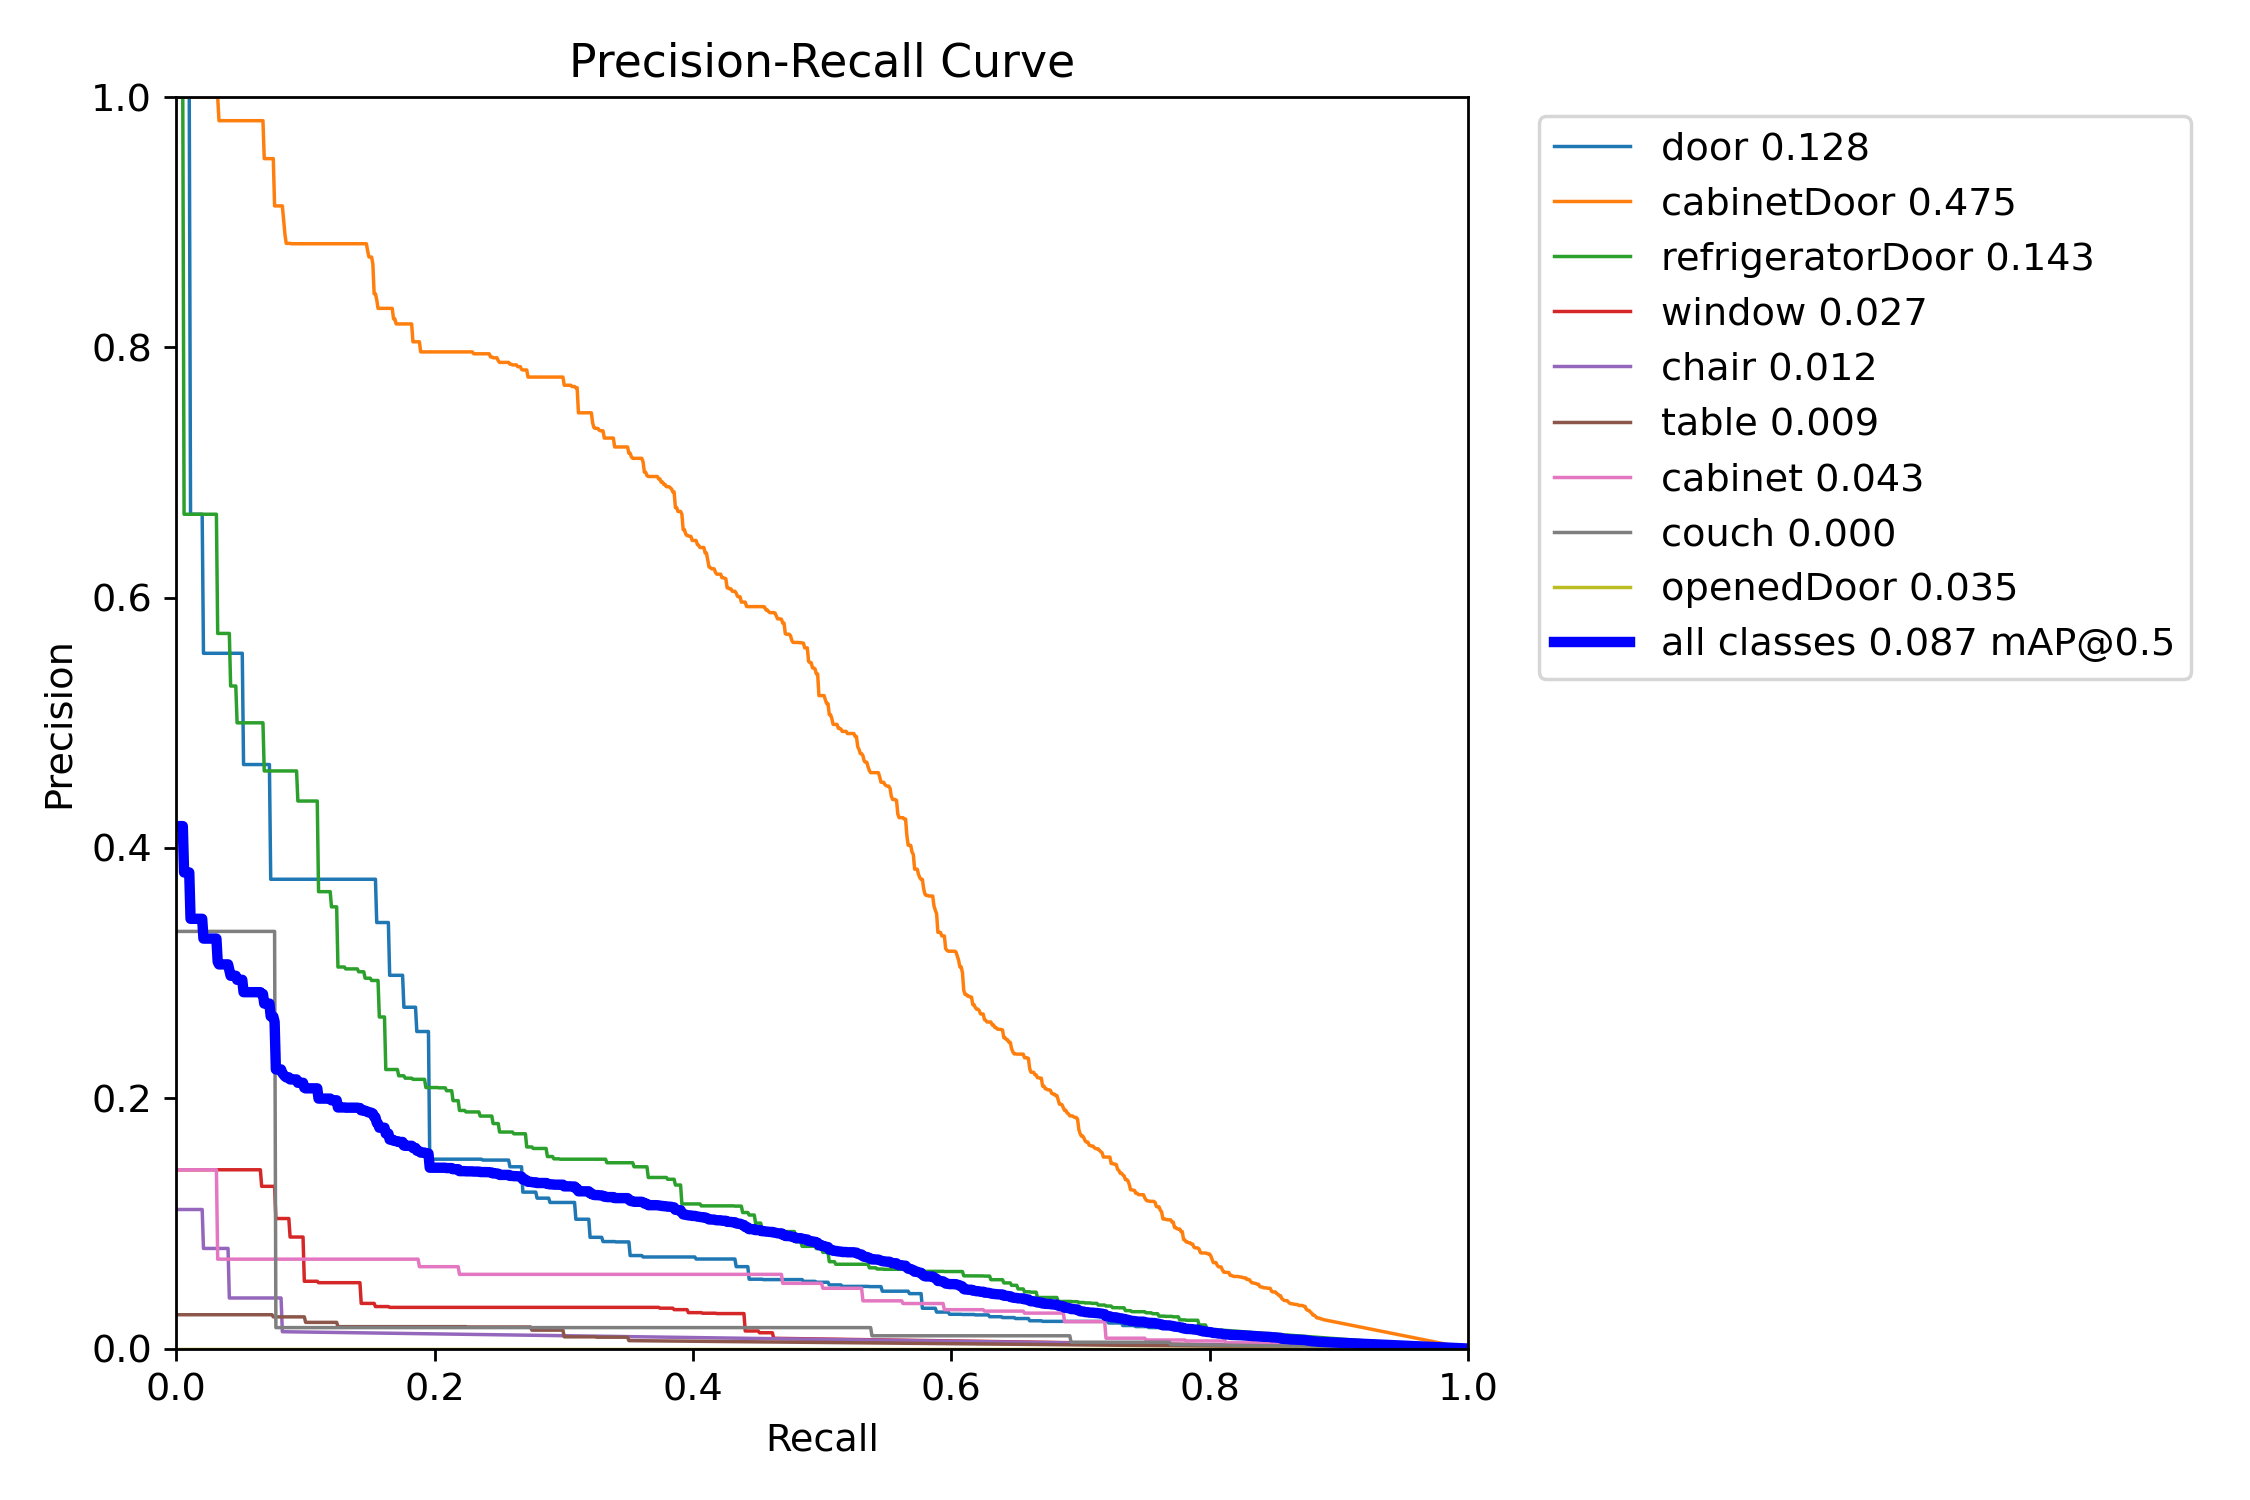 Precision-Recall Curve
1.0
0.8
0.6
0.4
0.2
0.0
Precision
0.0 0.2 0.4 0.6 0.8 1.0
Recall
door 0.128
cabinetDoor 0.475
refrigeratorDoor 0.143
window 0.027
chair 0.012
table 0.009
cabinet 0.043
couch 0.000
openedDoor 0.035
all classes 0.087 mAP@0.5